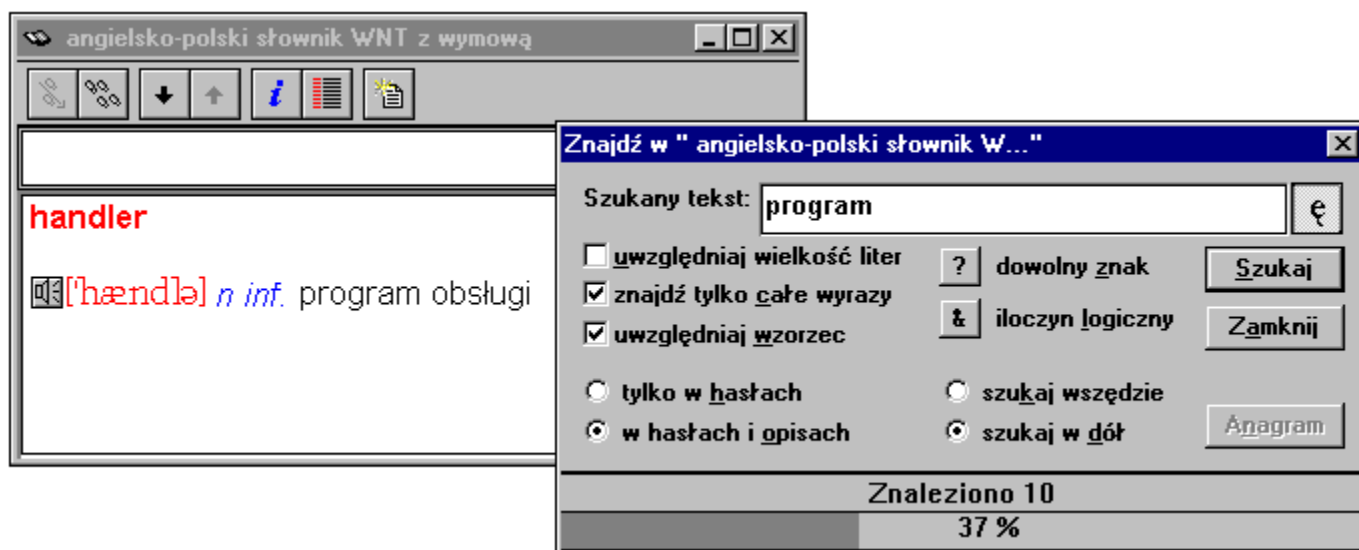 angielsko-polski słownik WNT z wymową
i
handler
['hændlə] n inf. program obsługi
Znajdź w " angielsko-polski słownik W..."
Szukany tekst: program ę
uwzględniaj wielkość liter
znajdź tylko całe wyrazy
uwzględniaj wzorzec
? dowolny znak
& iloczyn logiczny
Szukaj
Zamknij
tylko w hasłach
w hasłach i opisach
szukaj wszędzie
szukaj w dół
Anagram
Znaleziono 10
37 %